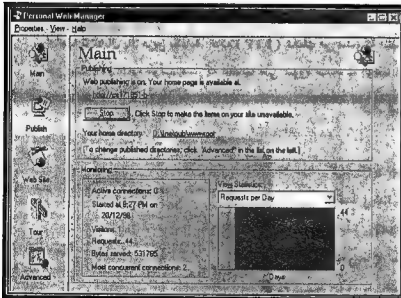 Personal Web Manager
Properties View Help
Main
Publish
Web Site
Tour
Advanced
Main
Publishing
Web publishing is on. Your home page is available at:
Stop
Click Stop to make the items on your site unavailable.
Your home directory:
(To change published directories, click "Advanced" in the list on the left.)
Monitoring
Active connections: 0
Started at 8:27 PM on
20/12/98
Visitors:
Requests: 44
Bytes served: 531765
Most concurrent connections: 2
View Statistics:
Requests per Day
44
0
Days